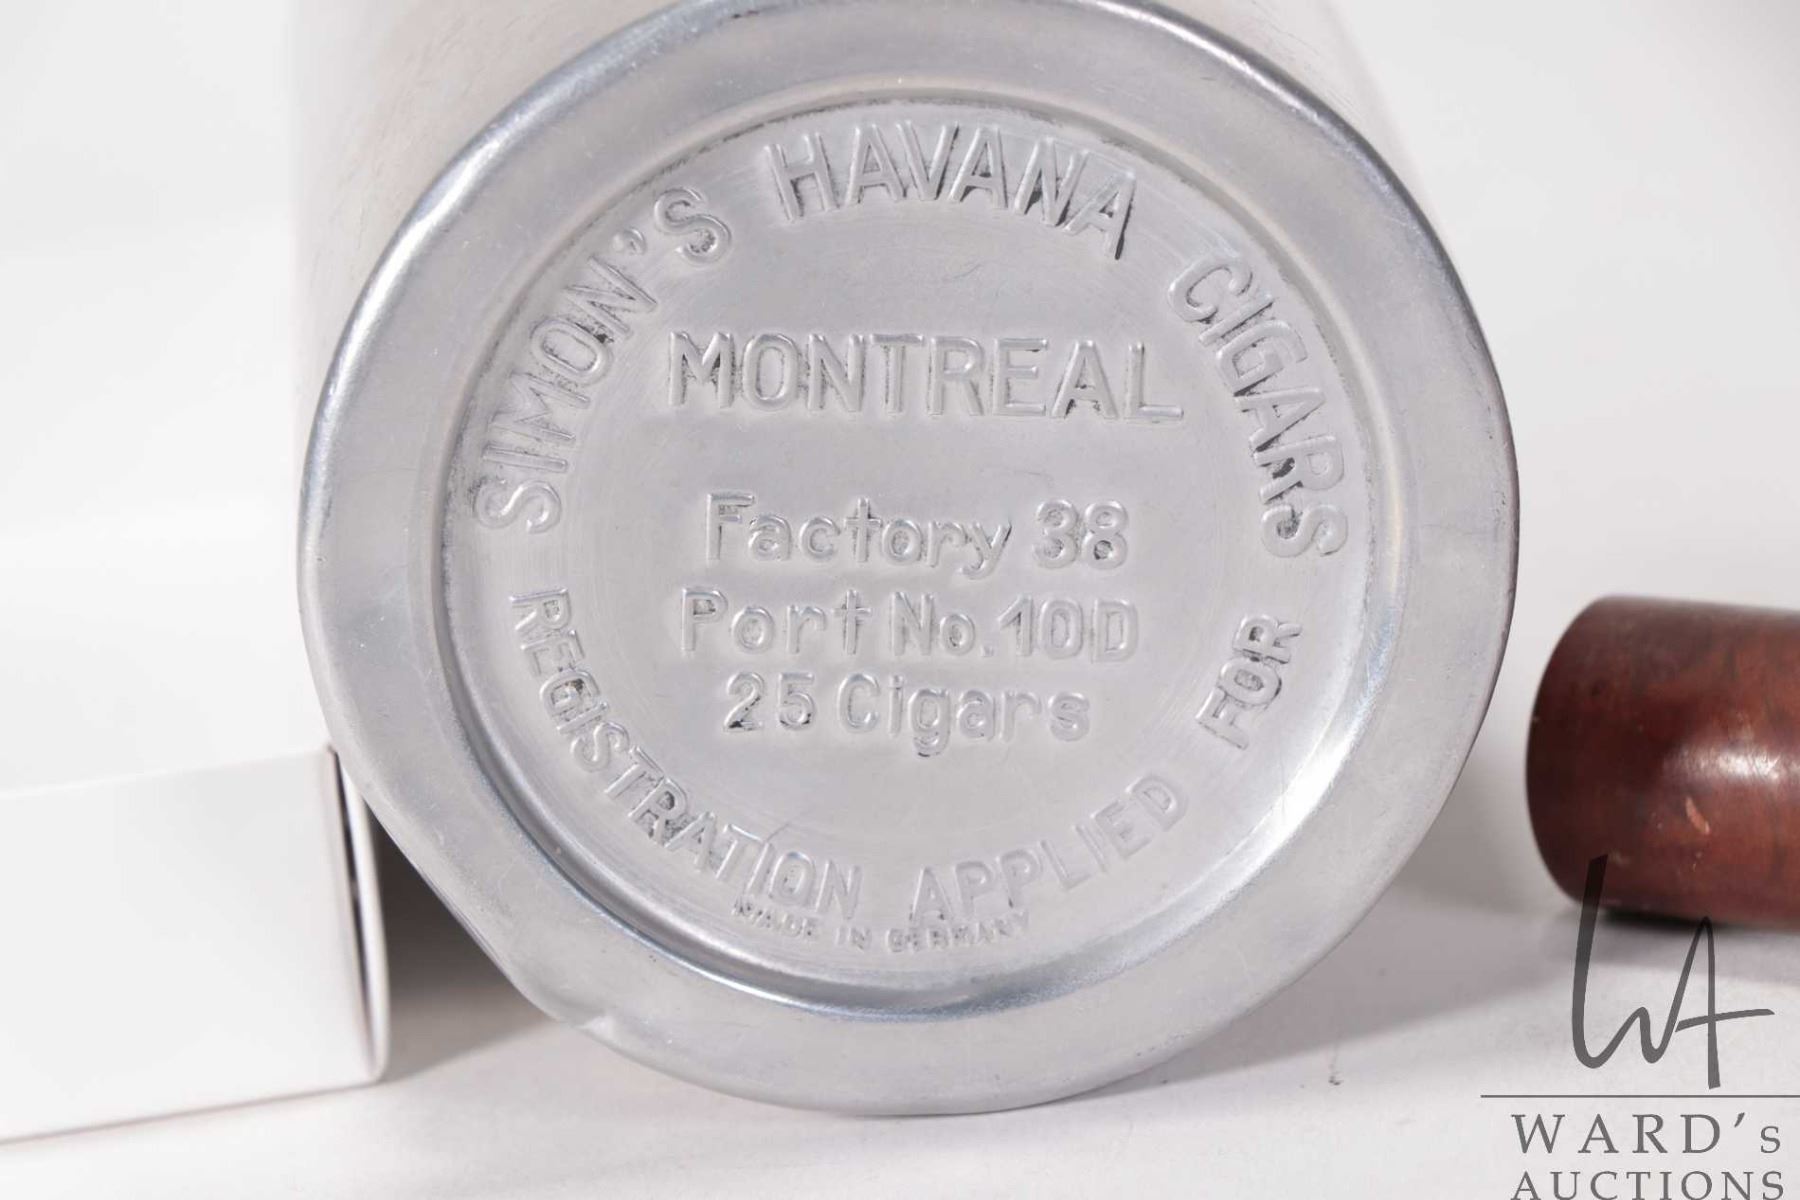 SIMON'S HAVANA CIGARS
MONTREAL
Factory 38
Port No. 10D
25 Cigars
REGISTRATION APPLIED FOR
MADE IN GERMANY
WA
WARD's
AUCTIONS